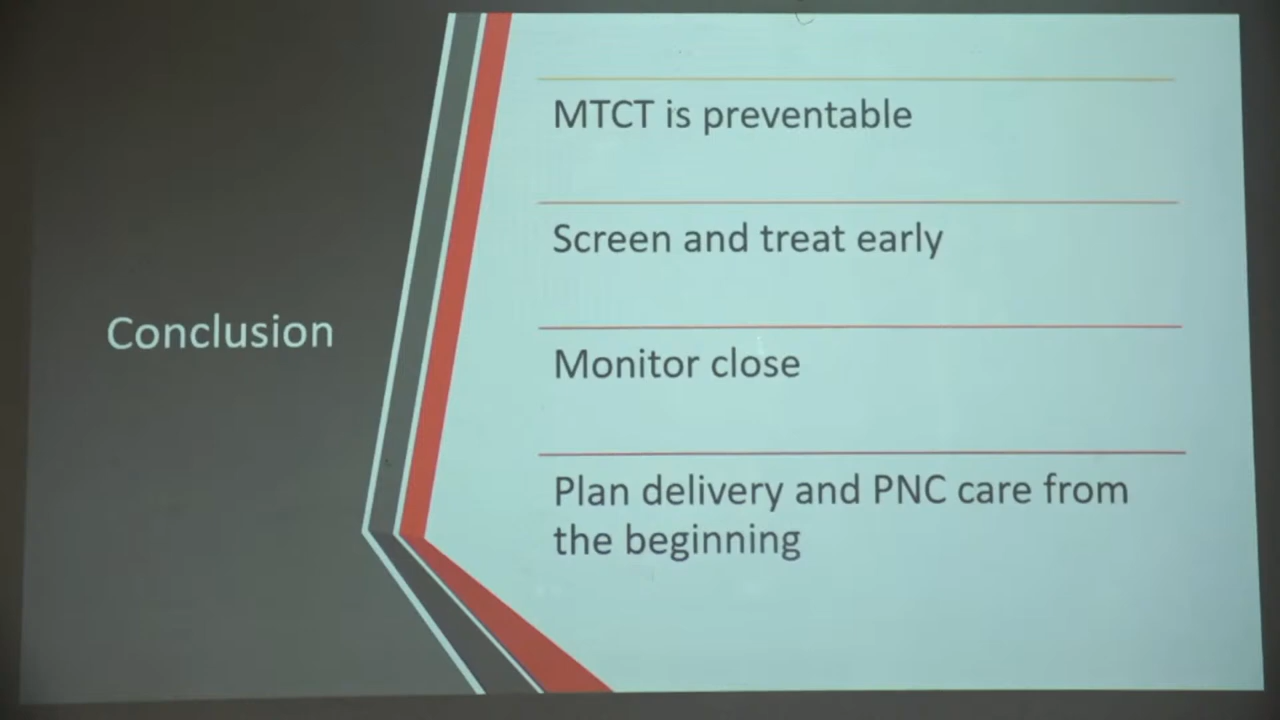 Conclusion
MTCT is preventable
Screen and treat early
Monitor close
Plan delivery and PNC care from
the beginning